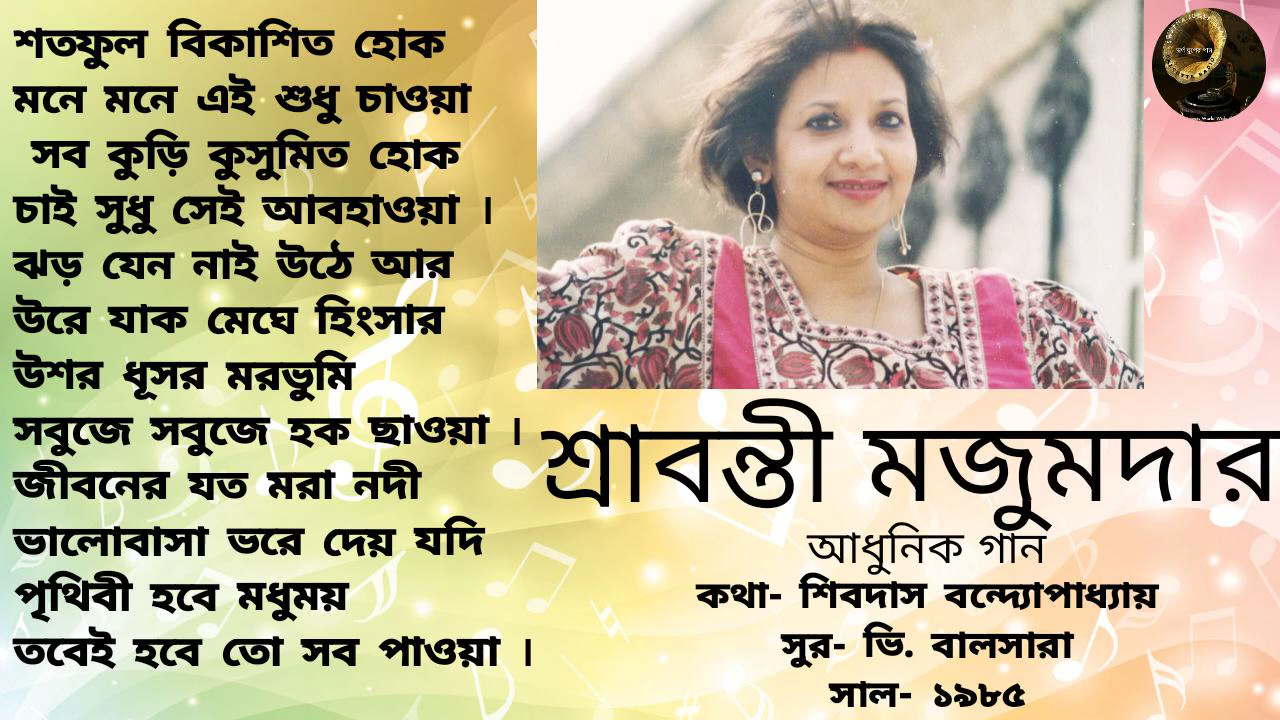 শতফুল বিকাশিত হোক
মনে মনে এই শুধু চাওয়া
সব কুড়ি কুসুমিত হোক
চাই সুধু সেই আবহাওয়া ।
ঝড় যেন নাই উঠে আর
উরে যাক মেঘে হিংসার
উশর ধূসর মরভুমি
সবুজে সবুজে হক ছাওয়া ।
জীবনের যত মরা নদী
ভালোবাসা ভরে দেয় যদি
পৃথিবী হবে মধুময়
তবেই হবে তো সব পাওয়া ।
শ্রাবন্তী মজুমদার
আধুনিক গান
কথা- শিবদাস বন্দ্যোপাধ্যায়
সুর- ভি. বালসারা
সাল- ১৯৮৫